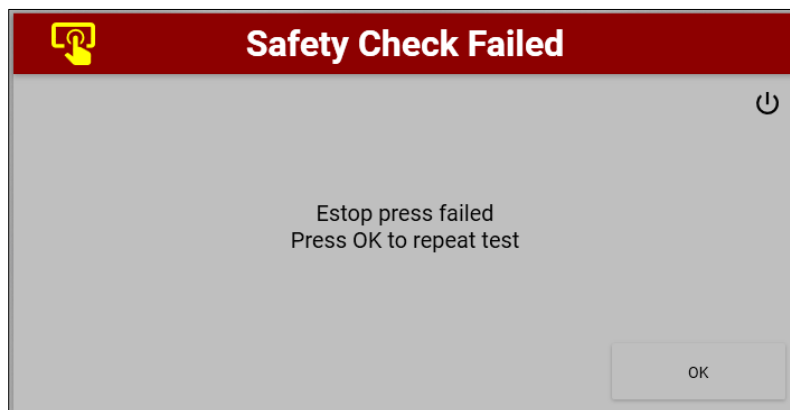 Safety Check Failed
Estop press failed
Press OK to repeat test
OK